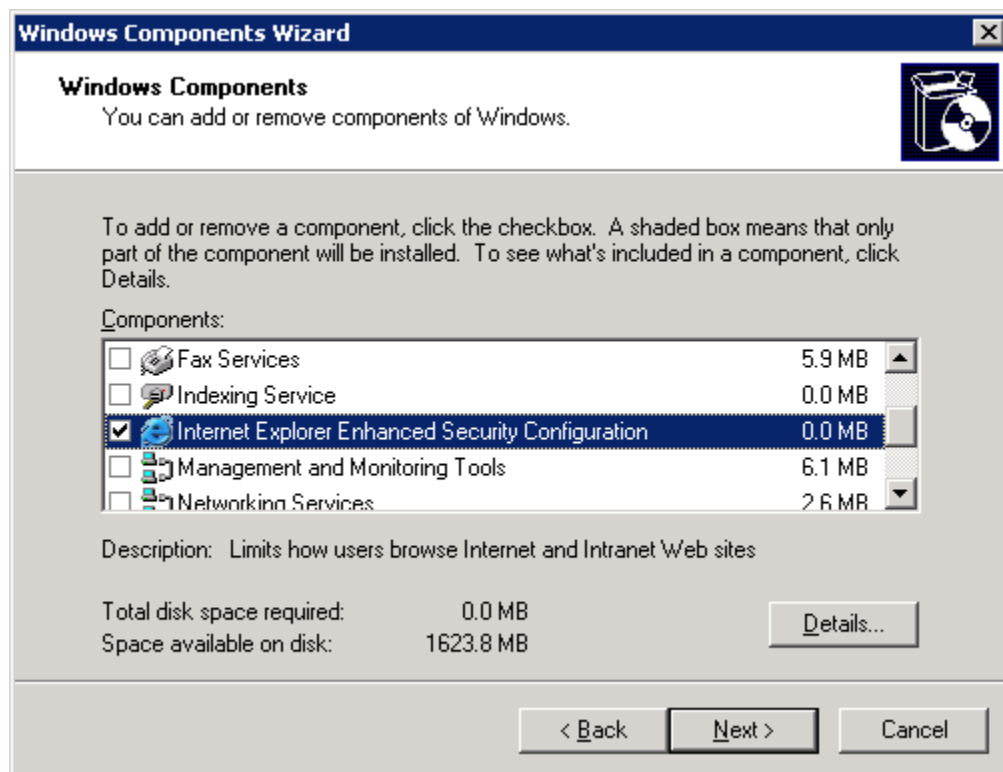 Windows Components Wizard
Windows Components
You can add or remove components of Windows.
To add or remove a component, click the checkbox. A shaded box means that only
part of the component will be installed. To see what's included in a component, click
Details.
Components:
Fax Services 5.9 MB
Indexing Service 0.0 MB
Internet Explorer Enhanced Security Configuration 0.0 MB
Management and Monitoring Tools 6.1 MB
Networking Services 2.6 MB
Description: Limits how users browse Internet and Intranet Web sites
Total disk space required: 0.0 MB
Space available on disk: 1623.8 MB
Details...
< Back Next > Cancel